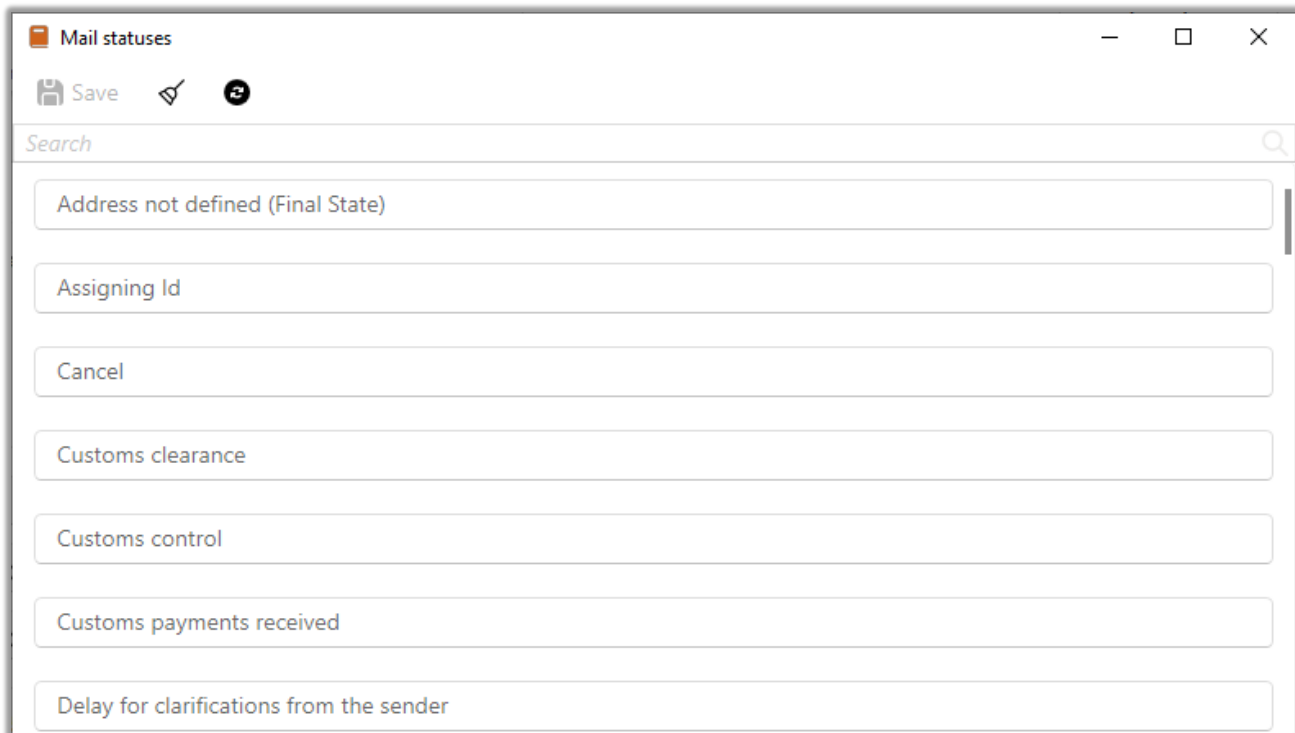 Mail statuses
Save
Search
Address not defined (Final State)
Assigning Id
Cancel
Customs clearance
Customs control
Customs payments received
Delay for clarifications from the sender